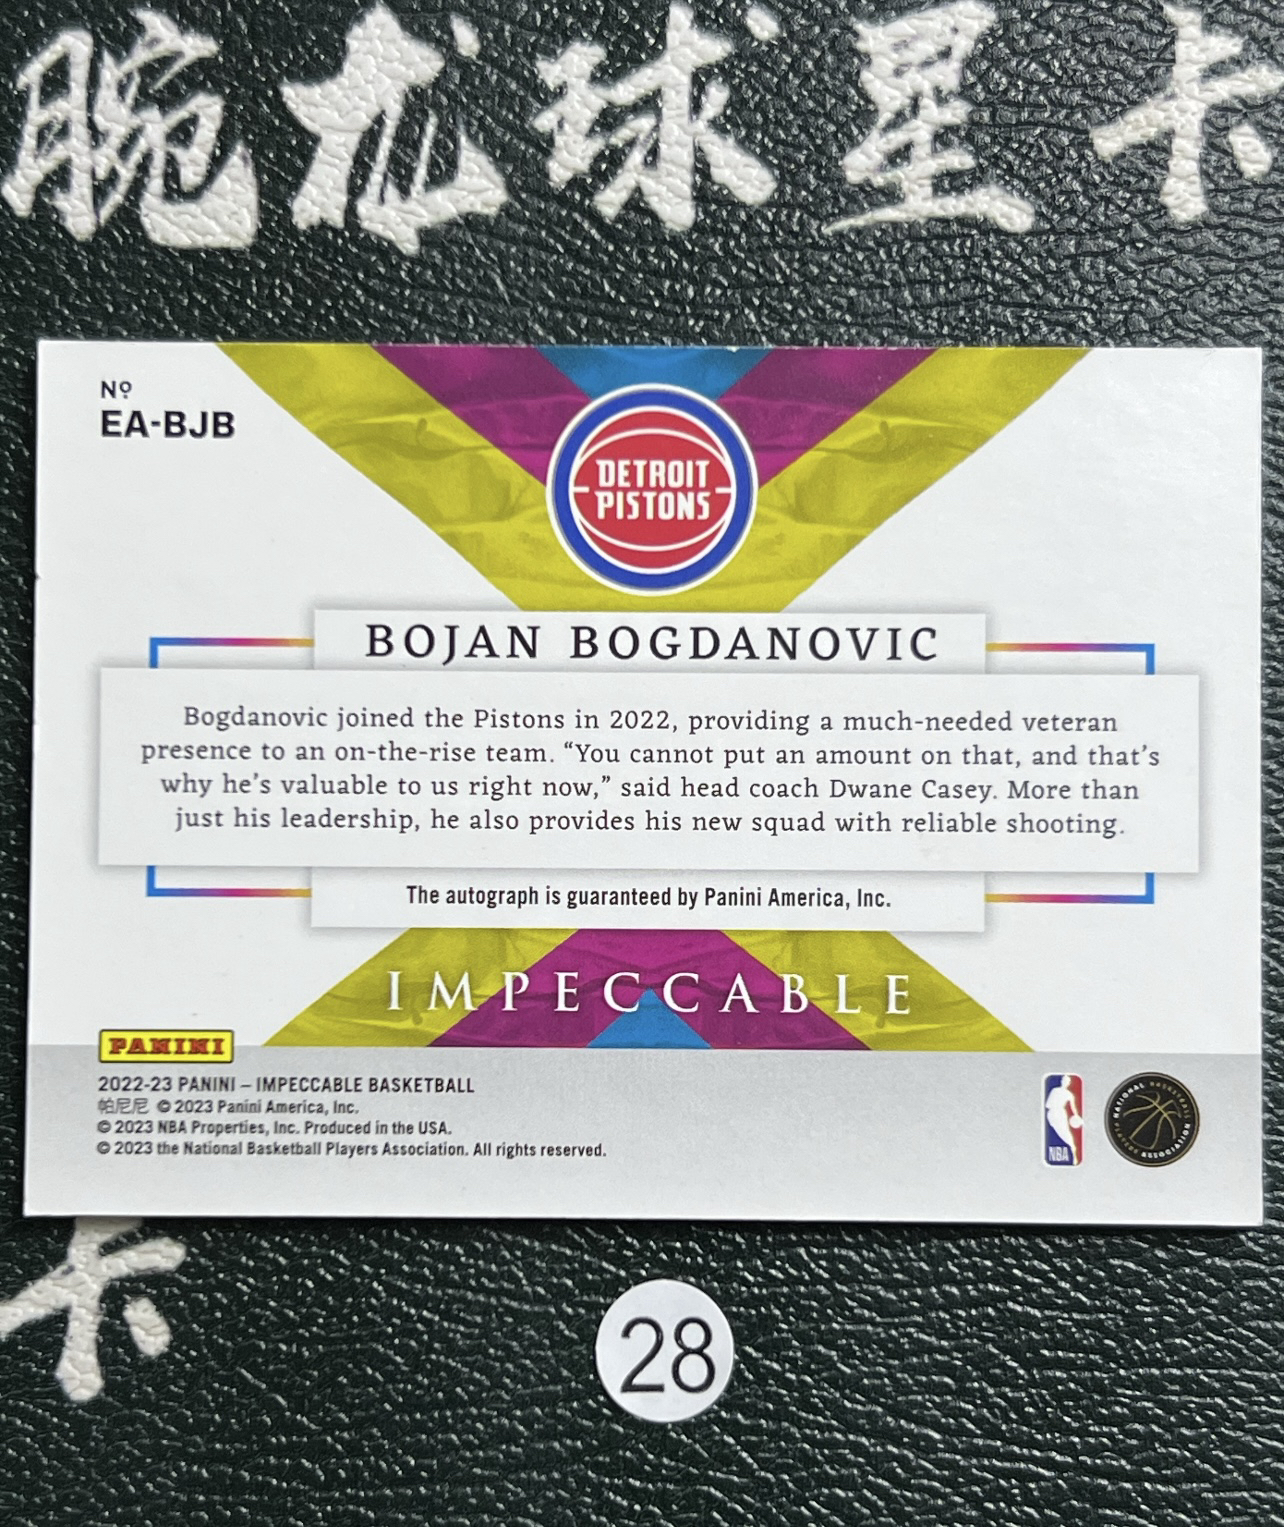 腕龙球星卡
Nº
EA-BJB
DETROIT
PISTONS
BOJAN BOGDANOVIC
Bogdanovic joined the Pistons in 2022, providing a much-needed veteran
presence to an on-the-rise team. “You cannot put an amount on that, and that’s
why he’s valuable to us right now,” said head coach Dwane Casey. More than
just his leadership, he also provides his new squad with reliable shooting.
The autograph is guaranteed by Panini America, Inc.
IMPECCABLE
PANINI
2022-23 PANINI – IMPECCABLE BASKETBALL
帕尼尼 © 2023 Panini America, Inc.
© 2023 NBA Properties, Inc. Produced in the USA.
© 2023 the National Basketball Players Association. All rights reserved.
NBA
NATIONAL BASKETBALL
PLAYERS ASSOCIATION
卡
28